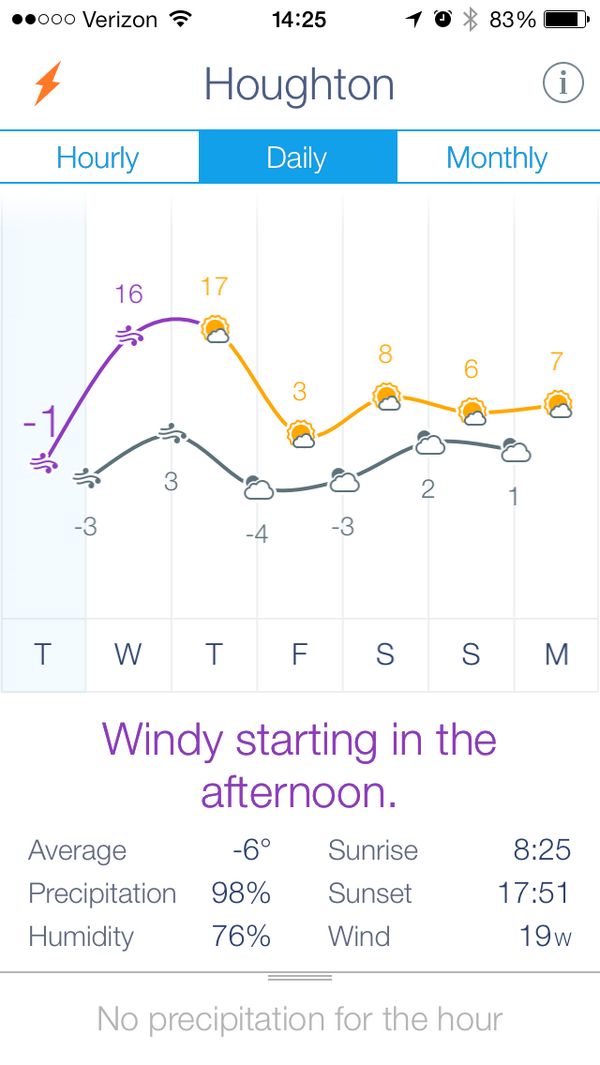 Verizon 14:25 83%
Houghton
Hourly Daily Monthly
17
16
8
7
6
3
-1
3
2
1
-3
-3
-4
T W T F S S M
Windy starting in the
afternoon.
Average -6° Sunrise 8:25
Precipitation 98% Sunset 17:51
Humidity 76% Wind 19W
No precipitation for the hour